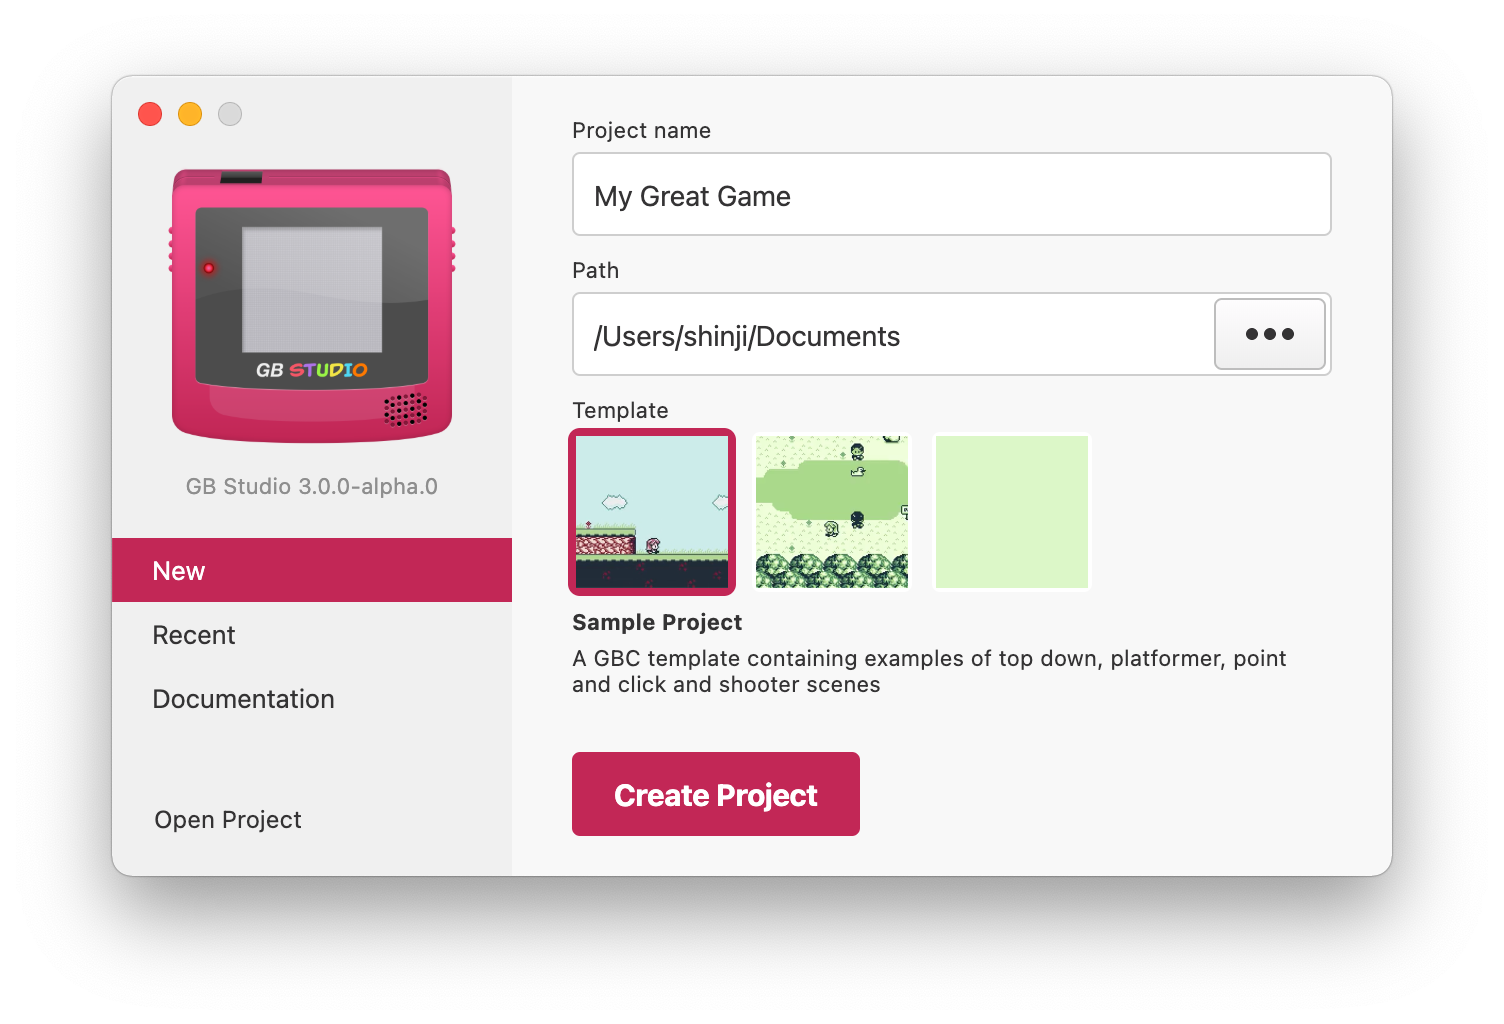 GB STUDIO
GB Studio 3.0.0-alpha.0
New
Recent
Documentation
Open Project
Project name
My Great Game
Path
/Users/shinji/Documents
Template
Sample Project
A GBC template containing examples of top down, platformer, point
and click and shooter scenes
Create Project